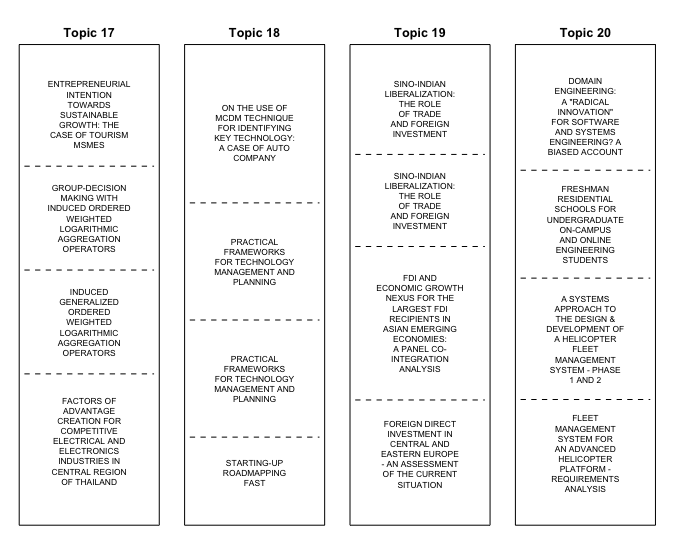 Topic 17
ENTREPRENEURIAL
INTENTION
TOWARDS
SUSTAINABLE
GROWTH: THE
CASE OF TOURISM
MSMES
GROUP-DECISION
MAKING WITH
INDUCED ORDERED
WEIGHTED
LOGARITHMIC
AGGREGATION
OPERATORS
INDUCED
GENERALIZED
ORDERED
WEIGHTED
LOGARITHMIC
AGGREGATION
OPERATORS
FACTORS OF
ADVANTAGE
CREATION FOR
COMPETITIVE
ELECTRICAL AND
ELECTRONICS
INDUSTRIES IN
CENTRAL REGION
OF THAILAND
Topic 18
ON THE USE OF
MCDM TECHNIQUE
FOR IDENTIFYING
KEY TECHNOLOGY:
A CASE OF AUTO
COMPANY
PRACTICAL
FRAMEWORKS
FOR TECHNOLOGY
MANAGEMENT AND
PLANNING
PRACTICAL
FRAMEWORKS
FOR TECHNOLOGY
MANAGEMENT AND
PLANNING
STARTING-UP
ROADMAPPING
FAST
Topic 19
SINO-INDIAN
LIBERALIZATION:
THE ROLE
OF TRADE
AND FOREIGN
INVESTMENT
SINO-INDIAN
LIBERALIZATION:
THE ROLE
OF TRADE
AND FOREIGN
INVESTMENT
FDI AND
ECONOMIC GROWTH
NEXUS FOR THE
LARGEST FDI
RECIPIENTS IN
ASIAN EMERGING
ECONOMIES:
A PANEL CO-
INTEGRATION
ANALYSIS
FOREIGN DIRECT
INVESTMENT IN
CENTRAL AND
EASTERN EUROPE
- AN ASSESSMENT
OF THE CURRENT
SITUATION
Topic 20
DOMAIN
ENGINEERING:
A "RADICAL
INNOVATION"
FOR SOFTWARE
AND SYSTEMS
ENGINEERING? A
BIASED ACCOUNT
FRESHMAN
RESIDENTIAL
SCHOOLS FOR
UNDERGRADUATE
ON-CAMPUS
AND ONLINE
ENGINEERING
STUDENTS
A SYSTEMS
APPROACH TO
THE DESIGN &
DEVELOPMENT OF
A HELICOPTER
FLEET
MANAGEMENT
SYSTEM - PHASE
1 AND 2
FLEET
MANAGEMENT
SYSTEM FOR
AN ADVANCED
HELICOPTER
PLATFORM -
REQUIREMENTS
ANALYSIS